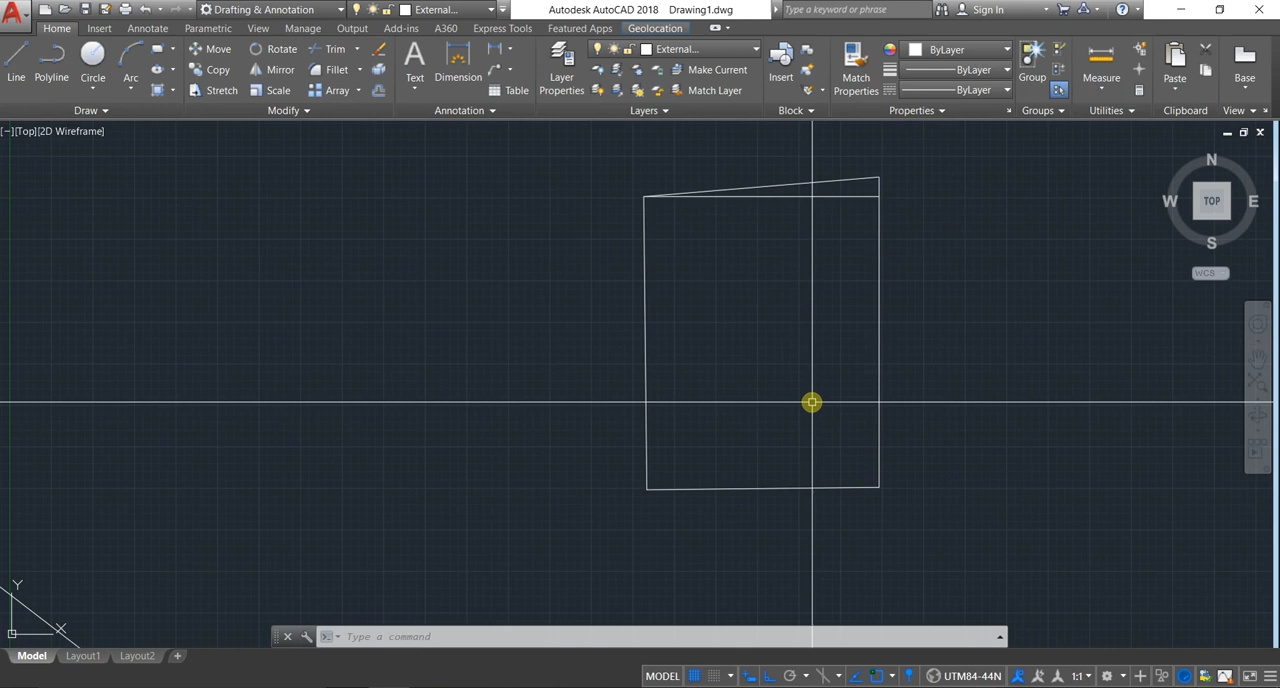 Drafting & Annotation External... Autodesk AutoCAD 2018 Drawing1.dwg Type a keyword or phrase Sign In
Home Insert Annotate Parametric View Manage Output Add-ins A360 Express Tools Featured Apps Geolocation
Line Polyline Circle Arc Move Rotate Trim Text Dimension Layer Properties External... Insert Match Properties ByLayer Group Measure Paste Base
Copy Mirror Fillet Make Current ByLayer
Stretch Scale Array Table Match Layer ByLayer
Draw Modify Annotation Layers Block Properties Groups Utilities Clipboard View
[−][Top][2D Wireframe]
N
W TOP E
S
WCS
Y
X
Type a command
Model Layout1 Layout2 +
MODEL UTM84-44N 1:1